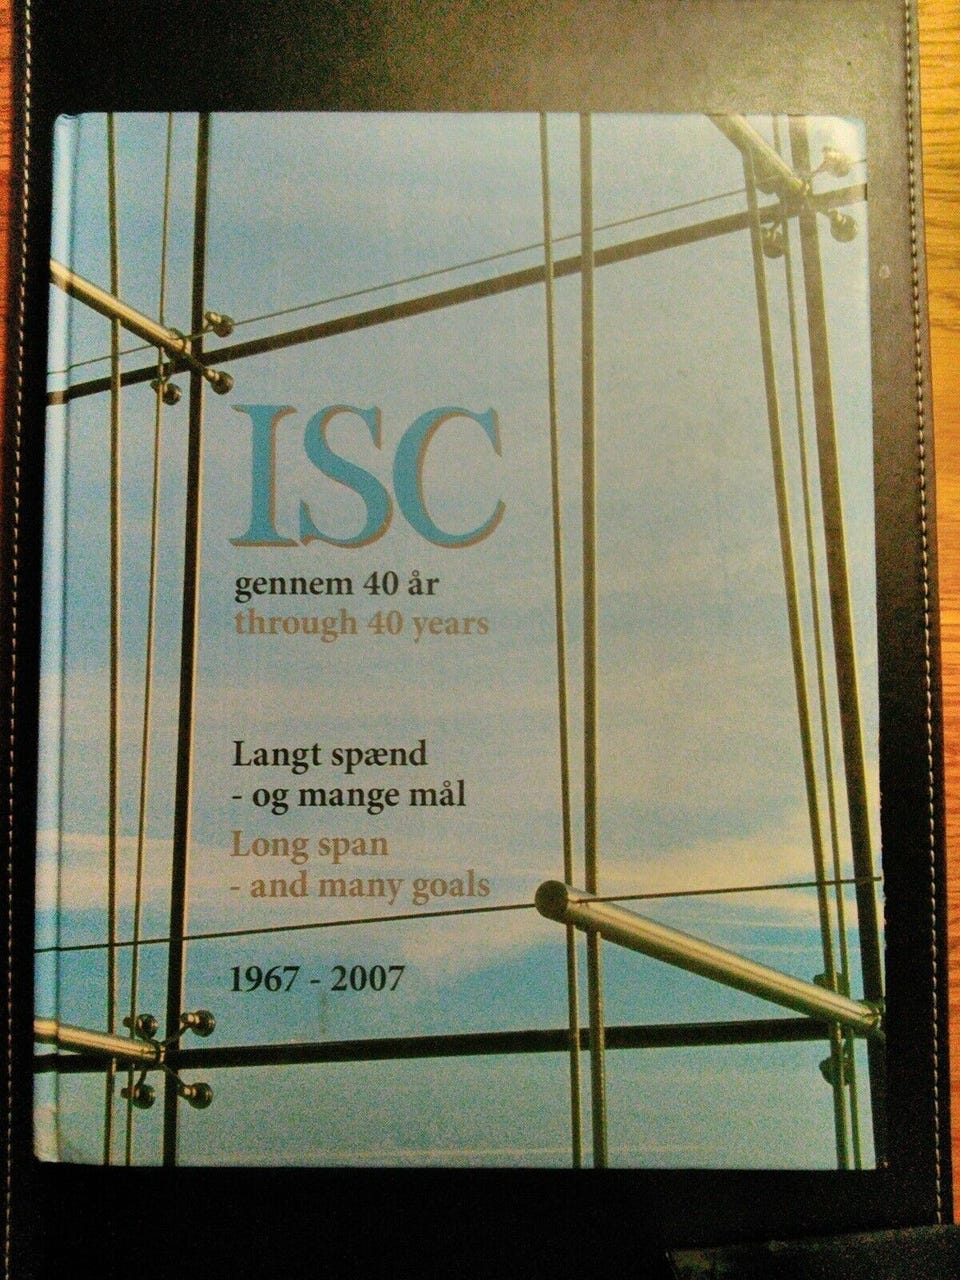 ISC
gennem 40 år
through 40 years
Langt spænd
- og mange mål
Long span
- and many goals
1967 - 2007